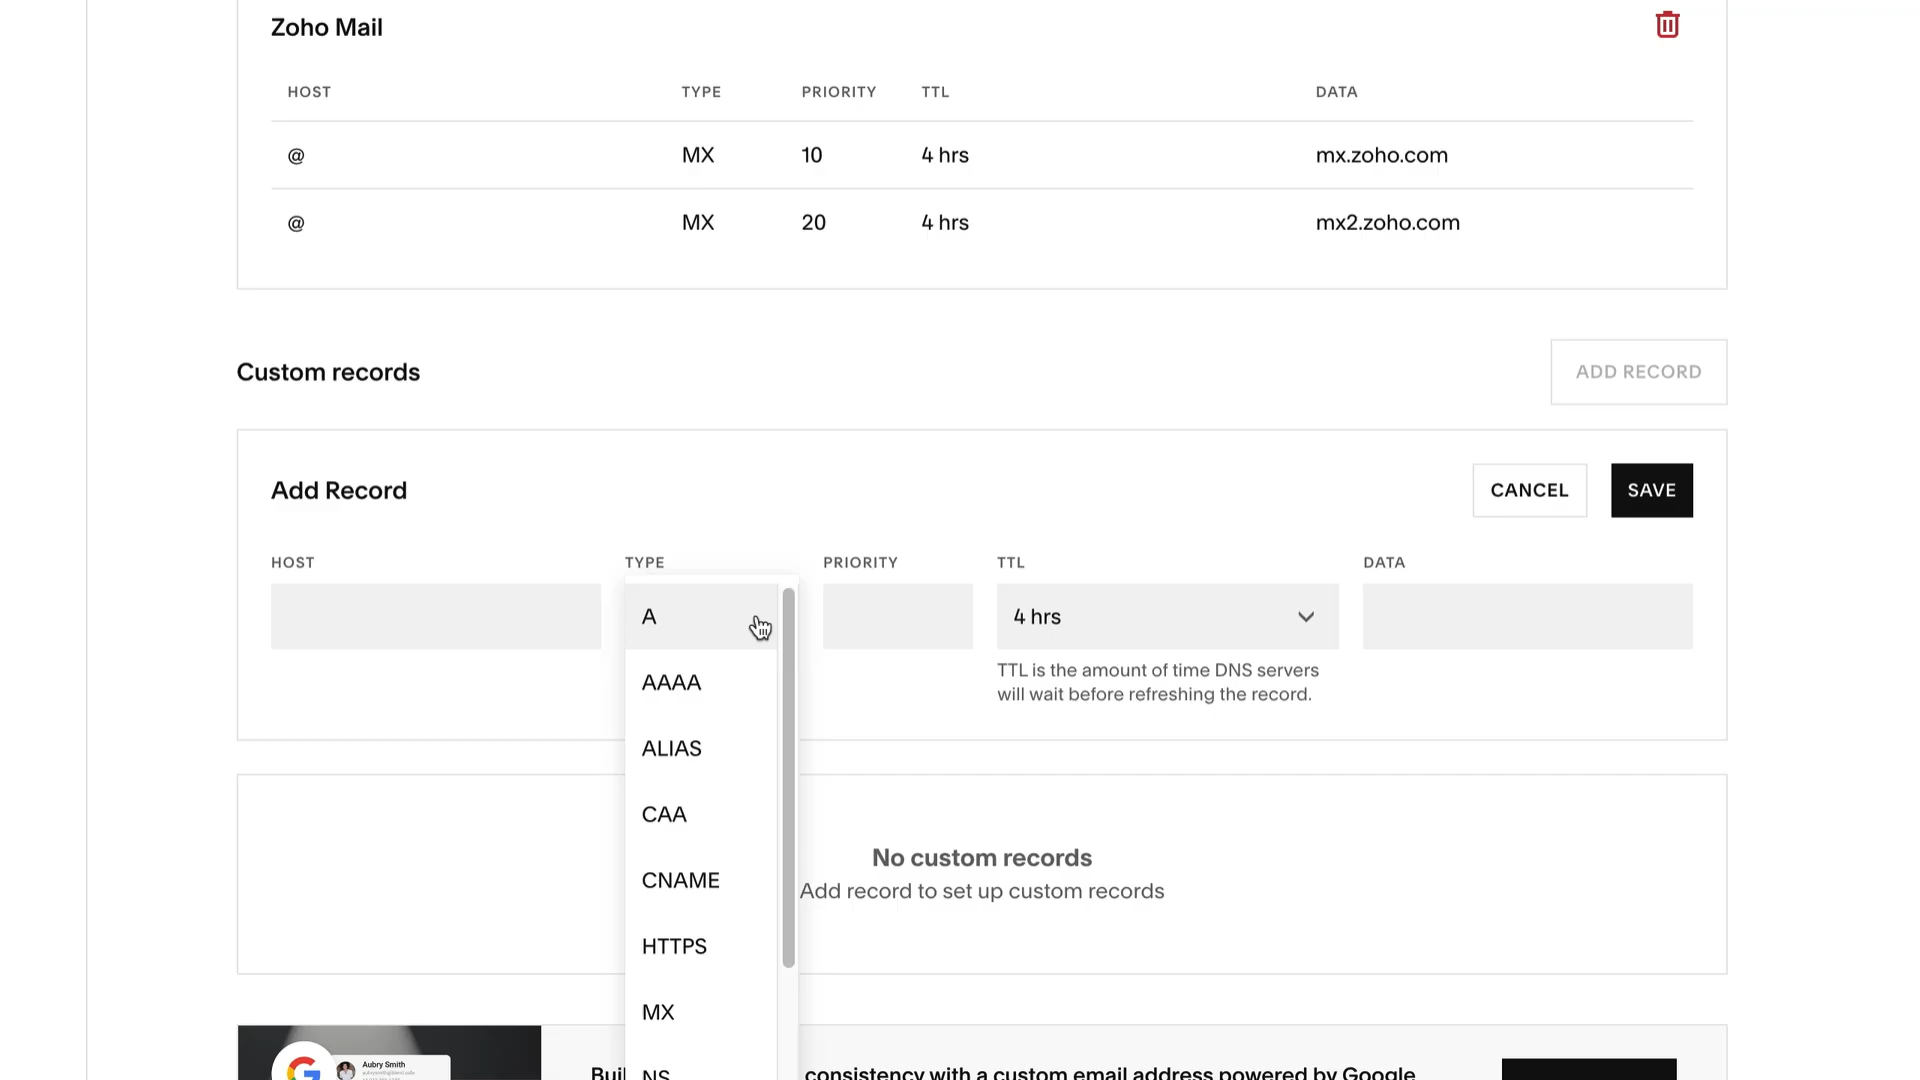 Zoho Mail
HOST TYPE PRIORITY TTL DATA
@ MX 10 4 hrs mx.zoho.com
@ MX 20 4 hrs mx2.zoho.com
Custom records
ADD RECORD
Add Record
CANCEL
SAVE
HOST TYPE PRIORITY TTL DATA
A
4 hrs
TTL is the amount of time DNS servers
will wait before refreshing the record.
AAAA
ALIAS
CAA
CNAME
HTTPS
MX
NS
No custom records
Add record to set up custom records
Aubry Smith
consistency with a custom email address powered by Google